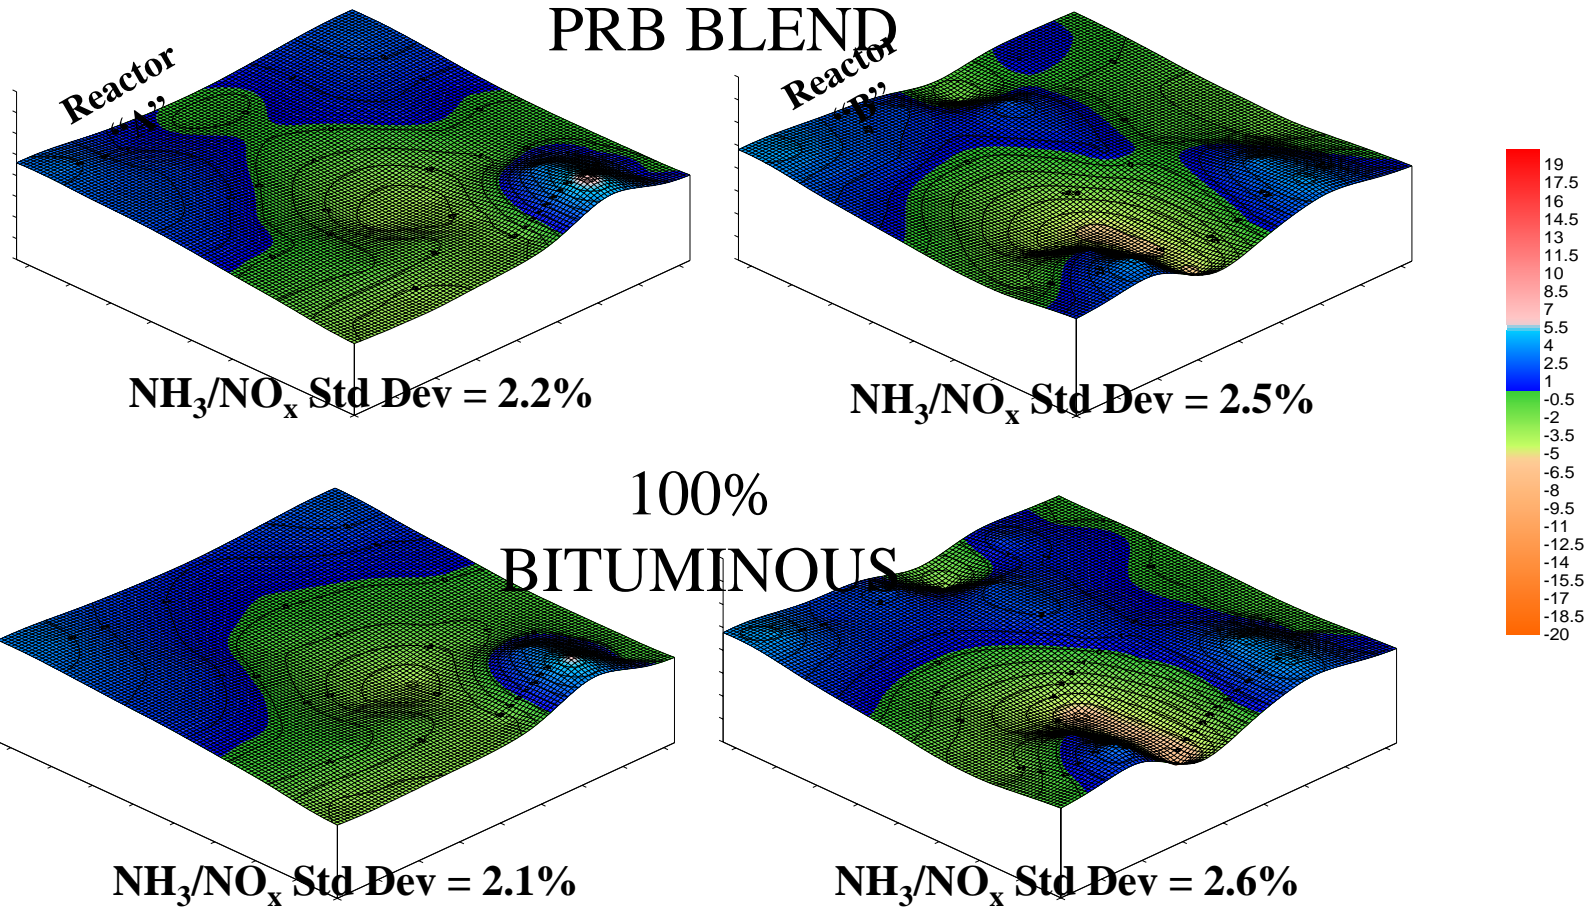 PRB BLEND
Reactor
“A”
Reactor
“B”
NH3/NOx Std Dev = 2.2%
NH3/NOx Std Dev = 2.5%
100%
BITUMINOUS
NH3/NOx Std Dev = 2.1%
NH3/NOx Std Dev = 2.6%
19
17.5
16
14.5
13
11.5
10
8.5
7
5.5
4
2.5
1
-0.5
-2
-3.5
-5
-6.5
-8
-9.5
-11
-12.5
-14
-15.5
-17
-18.5
-20